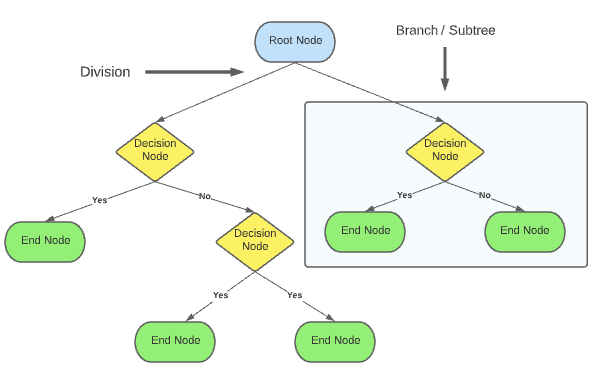 Root Node
Branch / Subtree
Division
Decision
Node
Decision
Node
Yes
No
Yes
No
End Node
Decision
Node
End Node
End Node
Yes
Yes
End Node
End Node